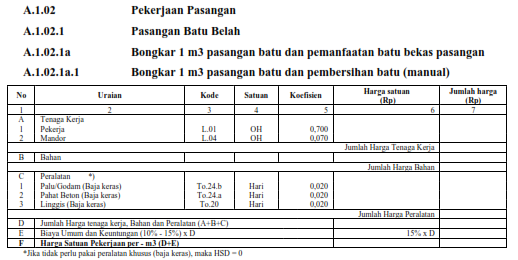 A.1.02 Pekerjaan Pasangan
A.1.02.1 Pasangan Batu Belah
A.1.02.1a Bongkar 1 m3 pasangan batu dan pemanfaatan batu bekas pasangan
A.1.02.1a.1 Bongkar 1 m3 pasangan batu dan pembersihan batu (manual)
No Uraian Kode Satuan Koefisien Harga satuan (Rp) Jumlah harga (Rp)
1 2 3 4 5 6 7
A Tenaga Kerja
1 Pekerja L.01 OH 0,700
2 Mandor L.04 OH 0,070
Jumlah Harga Tenaga Kerja
B Bahan
Jumlah Harga Bahan
C Peralatan *)
1 Palu/Godam (Baja keras) To.24.b Hari 0,020
2 Pahat Beton (Baja keras) To.24.a Hari 0,020
3 Linggis (Baja keras) To.20 Hari 0,020
Jumlah Harga Peralatan
D Jumlah Harga tenaga kerja, Bahan dan Peralatan (A+B+C)
E Biaya Umum dan Keuntungan (10% - 15%) x D 15% x D
F Harga Satuan Pekerjaan per - m3 (D+E)
*Jika tidak perlu pakai peralatan khusus (baja keras), maka HSD = 0